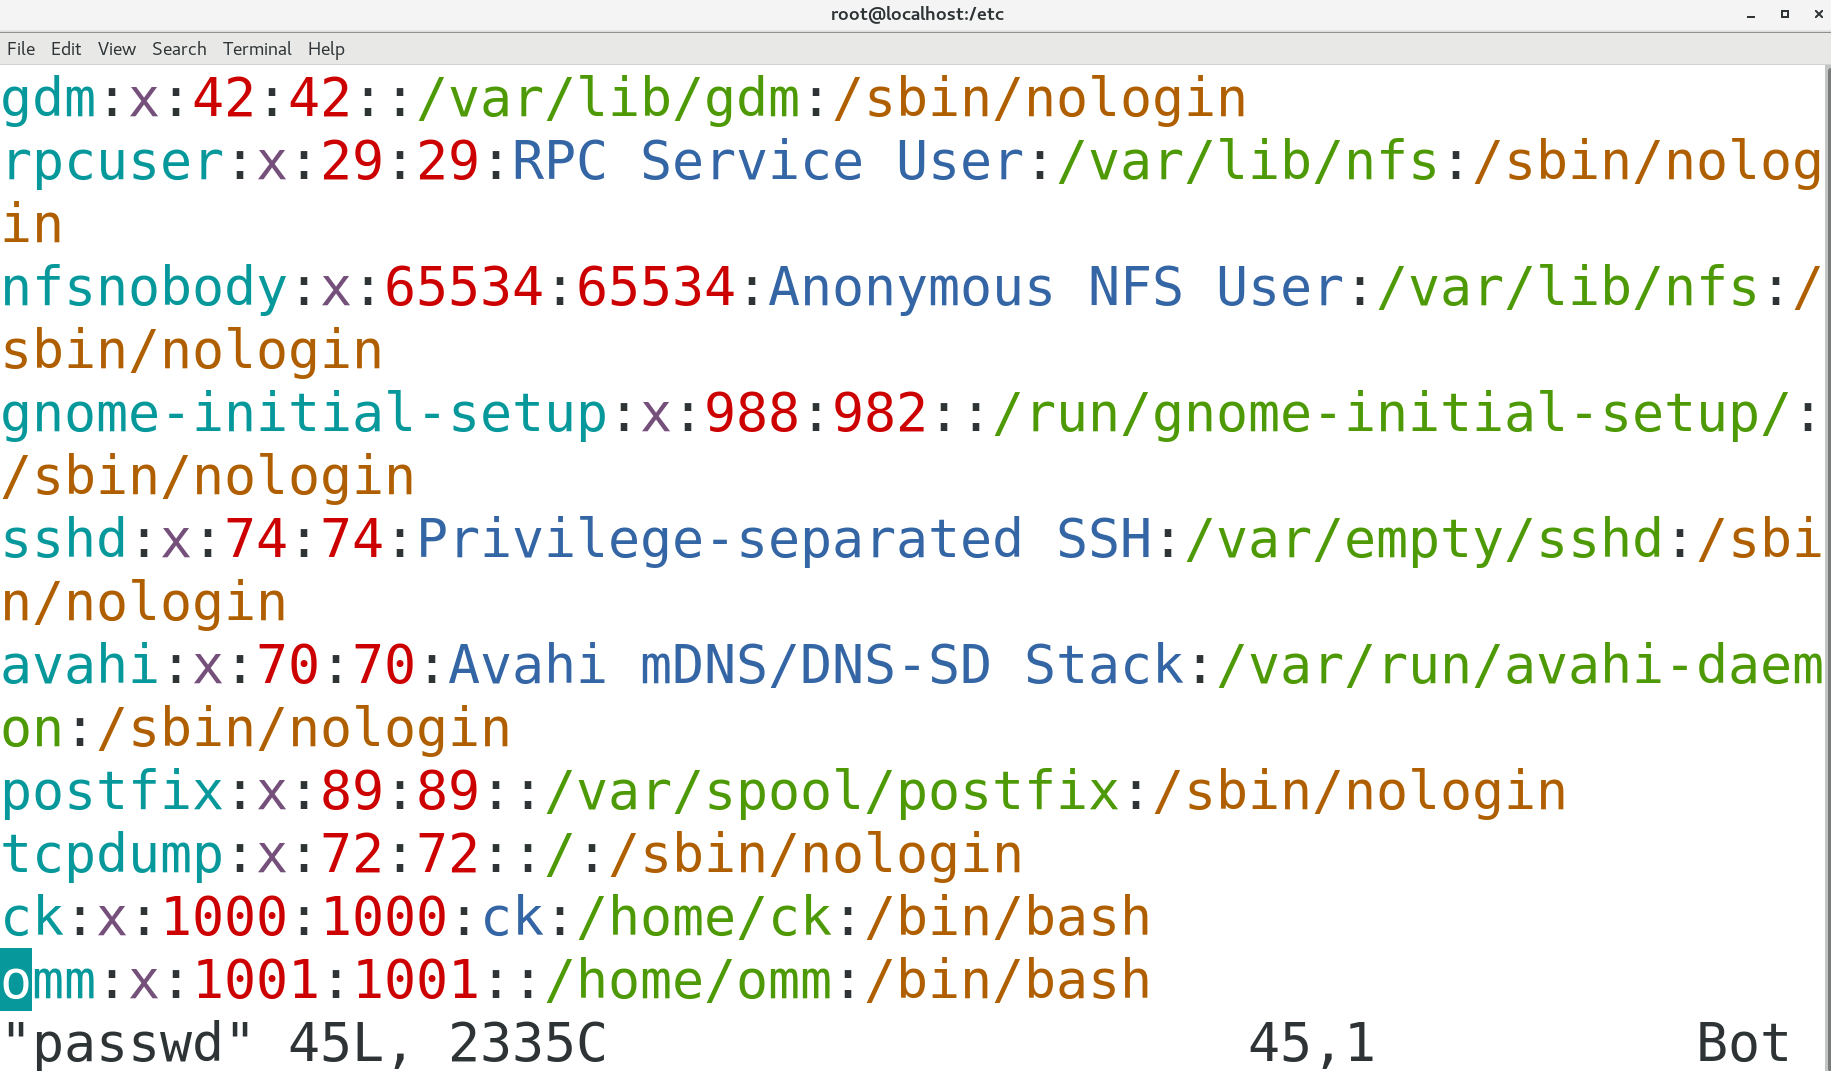 root@localhost:/etc
File Edit View Search Terminal Help
gdm:x:42:42::/var/lib/gdm:/sbin/nologin
rpcuser:x:29:29:RPC Service User:/var/lib/nfs:/sbin/nolog
in
nfsnobody:x:65534:65534:Anonymous NFS User:/var/lib/nfs:/
sbin/nologin
gnome-initial-setup:x:988:982::/run/gnome-initial-setup/:
/sbin/nologin
sshd:x:74:74:Privilege-separated SSH:/var/empty/sshd:/sbi
n/nologin
avahi:x:70:70:Avahi mDNS/DNS-SD Stack:/var/run/avahi-daem
on:/sbin/nologin
postfix:x:89:89::/var/spool/postfix:/sbin/nologin
tcpdump:x:72:72::/:/sbin/nologin
ck:x:1000:1000:ck:/home/ck:/bin/bash
omm:x:1001:1001::/home/omm:/bin/bash
"passwd" 45L, 2335C 45,1 Bot